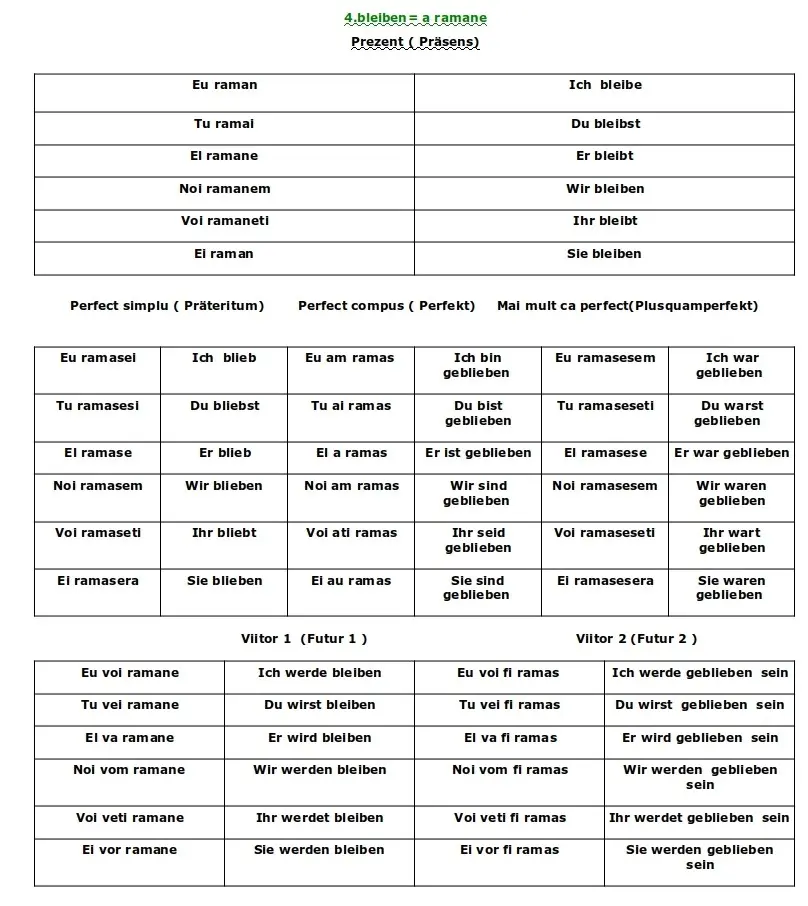 4.bleiben= a ramane
Prezent ( Präsens)
Eu raman Ich bleibe
Tu ramai Du bleibst
El ramane Er bleibt
Noi ramanem Wir bleiben
Voi ramaneti Ihr bleibt
Ei raman Sie bleiben
Perfect simplu ( Präteritum) Perfect compus ( Perfekt) Mai mult ca perfect(Plusquamperfekt)
Eu ramasei Ich blieb Eu am ramas Ich bin geblieben Eu ramasesem Ich war geblieben
Tu ramasesi Du bliebst Tu ai ramas Du bist geblieben Tu ramaseseti Du warst geblieben
El ramase Er blieb El a ramas Er ist geblieben El ramasese Er war geblieben
Noi ramasem Wir blieben Noi am ramas Wir sind geblieben Noi ramasesem Wir waren geblieben
Voi ramaseti Ihr bliebt Voi ati ramas Ihr seid geblieben Voi ramaseseti Ihr wart geblieben
Ei ramasera Sie blieben Ei au ramas Sie sind geblieben Ei ramasesera Sie waren geblieben
Viitor 1 (Futur 1 ) Viitor 2 (Futur 2 )
Eu voi ramane Ich werde bleiben Eu voi fi ramas Ich werde geblieben sein
Tu vei ramane Du wirst bleiben Tu vei fi ramas Du wirst geblieben sein
El va ramane Er wird bleiben El va fi ramas Er wird geblieben sein
Noi vom ramane Wir werden bleiben Noi vom fi ramas Wir werden geblieben sein
Voi veti ramane Ihr werdet bleiben Voi veti fi ramas Ihr werdet geblieben sein
Ei vor ramane Sie werden bleiben Ei vor fi ramas Sie werden geblieben sein